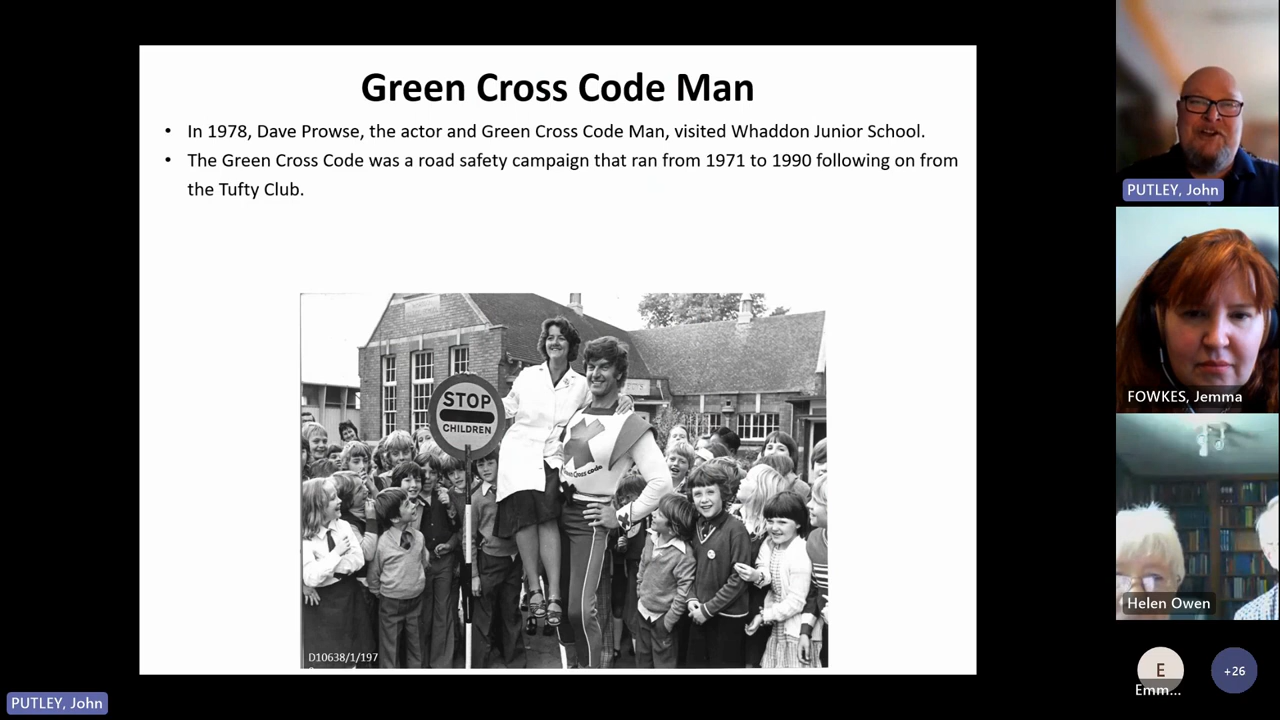 Green Cross Code Man
• In 1978, Dave Prowse, the actor and Green Cross Code Man, visited Whaddon Junior School.
• The Green Cross Code was a road safety campaign that ran from 1971 to 1990 following on from
the Tufty Club.
STOP
CHILDREN
Cross code
D10638/1/197
PUTLEY, John
FOWKES, Jemma
Helen Owen
E
Emm...
+26
PUTLEY, John